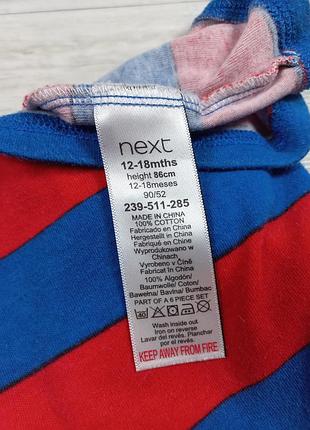 next
12-18mths
height 86cm
12-18meses
90/52
239-511-285
MADE IN CHINA
100% COTTON
Fabricado en China
Hergestellt in China
Fabriqué en Chine
Wyprodukowano w
Chinach
Vyrobeno v Číně
Fabricat în China
100% Algodón/
Baumwolle/ Coton/
Bawełna/ Bavlna/ Bumbac
PART OF A 6 PIECE SET
40
Wash inside out
Iron on reverse.
Lavar del revés. Planchar
por el revés.
KEEP AWAY FROM FIRE